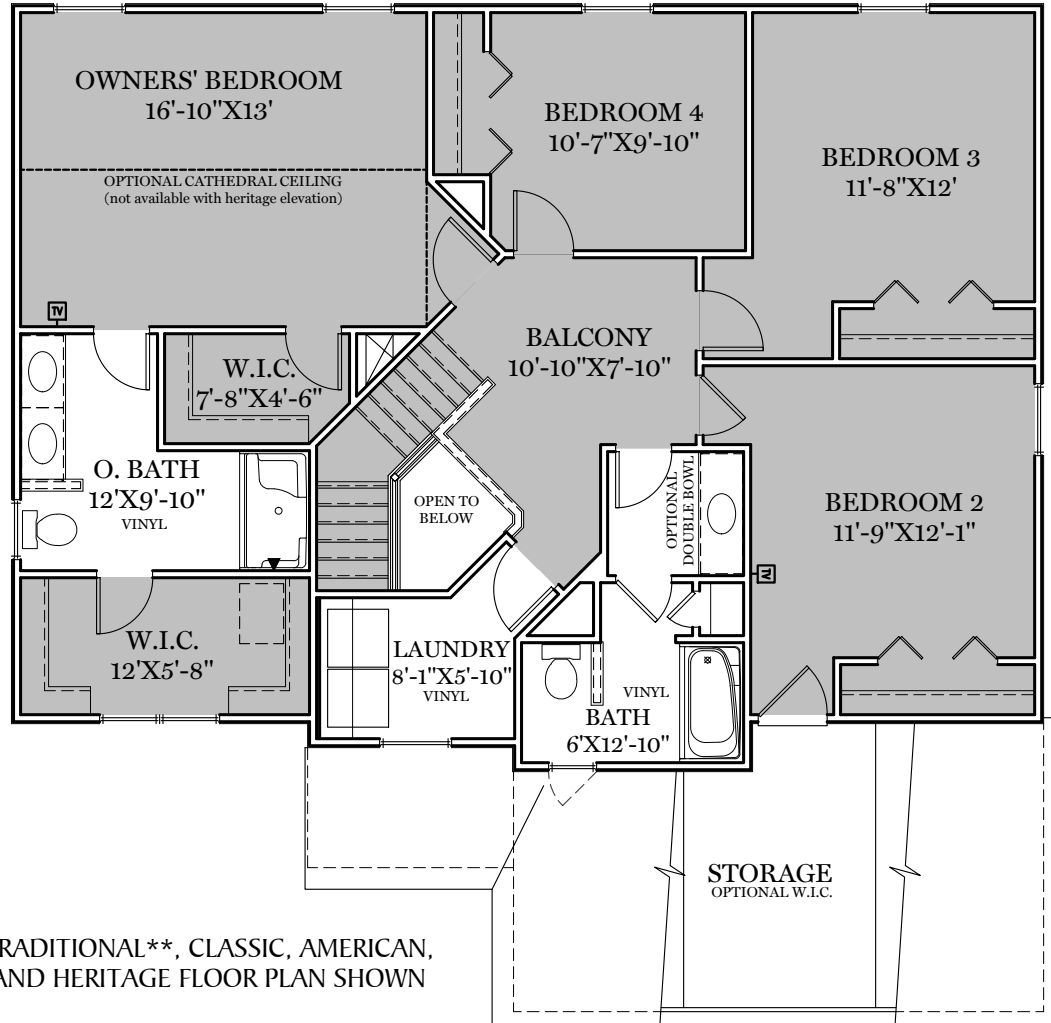 OWNERS' BEDROOM
16'-10"X13'
OPTIONAL CATHEDRAL CEILING
(not available with heritage elevation)
BEDROOM 4
10'-7"X9'-10"
BEDROOM 3
11'-8"X12'
TV
W.I.C.
7'-8"X4'-6"
BALCONY
10'-10"X7'-10"
O. BATH
12'X9'-10"
VINYL
OPEN TO
BELOW
OPTIONAL
DOUBLE BOWL
BEDROOM 2
11'-9"X12'-1"
TV
W.I.C.
12'X5'-8"
LAUNDRY
8'-1"X5'-10"
VINYL
VINYL
BATH
6'X12'-10"
STORAGE
OPTIONAL W.I.C.
RADITIONAL**, CLASSIC, AMERICAN,
AND HERITAGE FLOOR PLAN SHOWN